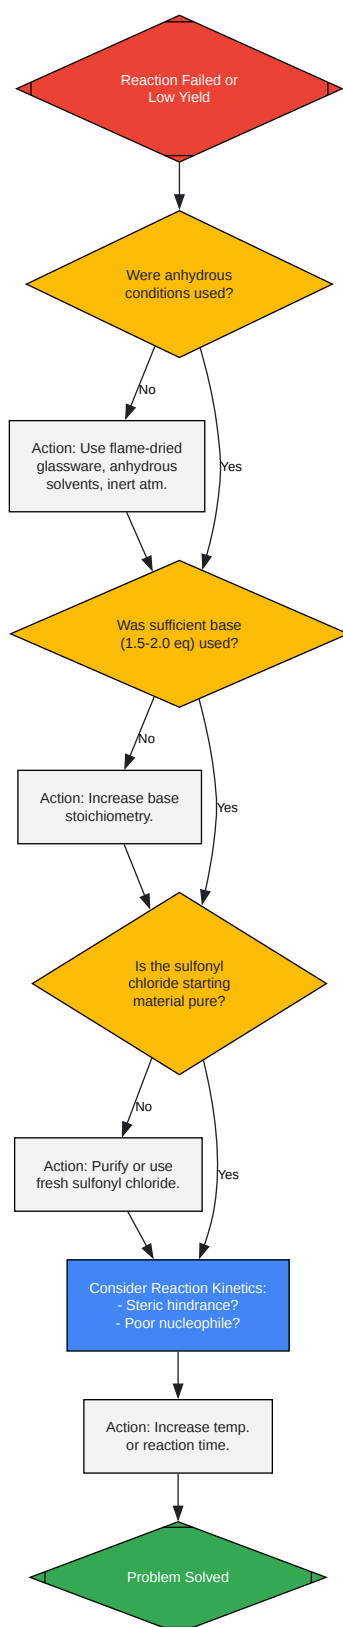 Reaction Failed or
Low Yield
Were anhydrous
conditions used?
No
Action: Use flame-dried
glassware, anhydrous
solvents, inert atm.
Yes
Was sufficient base
(1.5-2.0 eq) used?
No
Action: Increase base
stoichiometry.
Yes
Is the sulfonyl
chloride starting
material pure?
No
Action: Purify or use
fresh sulfonyl chloride.
Yes
Consider Reaction Kinetics:
- Steric hindrance?
- Poor nucleophile?
Action: Increase temp.
or reaction time.
Problem Solved